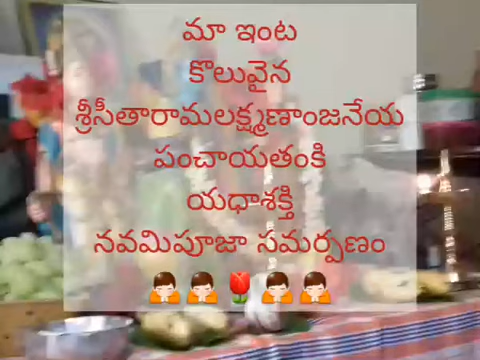 మా ఇంట
కొలువైన
శ్రీసీతారామలక్ష్మణాంజనేయ
పంచాయతంకి
యధాశక్తి
నవమిపూజా సమర్పణం
🙏🙏🌷🙏🙏